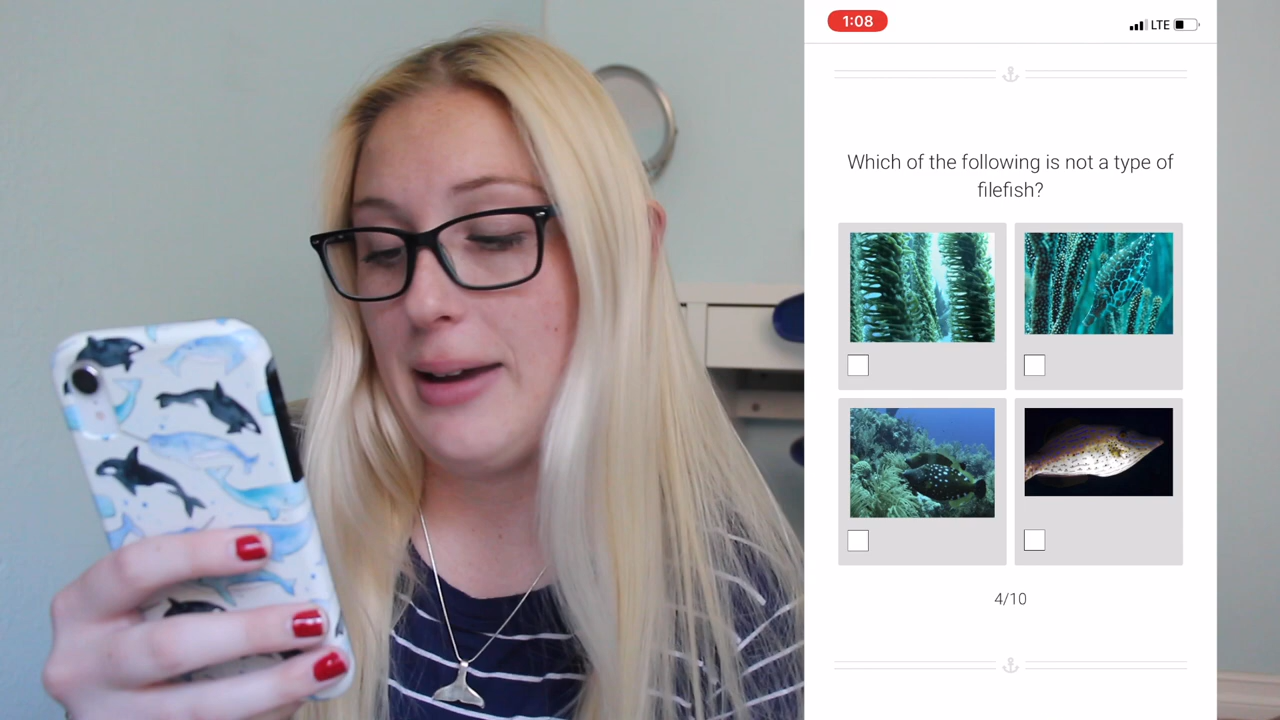 1:08
LTE
Which of the following is not a type of
filefish?
4/10